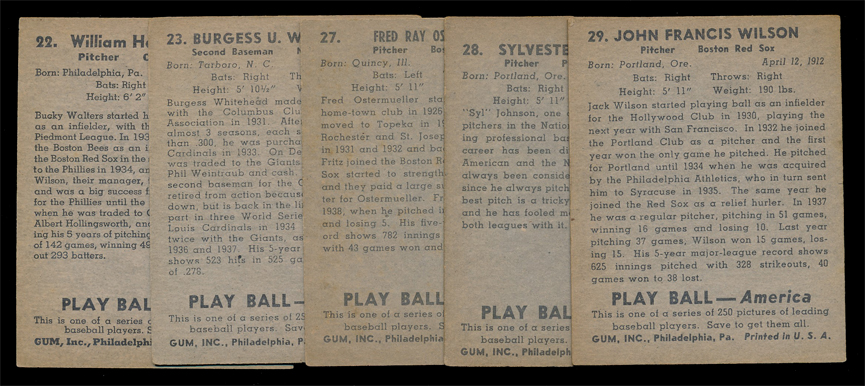 22. William H
Pitcher
Born: Philadelphia, Pa.
Bats: Right
Height: 6' 2"
Bucky Walters started h
as an infielder, with th
Piedmont League. In 193
the Boston Bees as an i
the Boston Red Sox in the
to the Phillies in 1934, an
Wilson, their manager,
and was a big success f
for the Phillies until the
when he was traded to C
Albert Hollingsworth, and
ing his 5 years of pitching
of 142 games, winning 49
out 293 batters.
PLAY BAL
This is one of a series o
baseball players. S
GUM, Inc., Philadelphi
23. BURGESS U. W
Second Baseman
Born: Tarboro, N. C
Bats: Right Th
Height: 5' 10½"
Burgess Whitehead made
with the Columbus Clu
Association in 1931. Afte
almost 3 seasons, each s
than .300, he was purcha
Cardinals in 1933. On De
was traded to the Giants
Phil Weintraub and cash.
second baseman for the G
retired from action because
down, but is back in the li
part in three World Serie
Louis Cardinals in 1934
twice with the Giants, as
1936 and 1937. His 5-year
shows 523 hits in 525 ga
of .278.
PLAY BALL—
This is one of a series of 25
baseball players. Sav
GUM, INC., Philadelphia,
27. FRED RAY OS
Pitcher Bo
Born: Quincy, Ill.
Bats: Left
Height: 5' 11"
Fred Ostermueller sta
home-town club in 1926
moved to Topeka in 1
Rochester and St. Josep
in 1931 and 1932 and ba
Fritz joined the Boston R
Sox started to strength
and they paid a large su
ter for Ostermueller. Fr
1938, when he pitched in
and losing 5. His five-
ord shows 782 innings
with 43 games won and
PLAY BALL
This is one of a series of
baseball players. S
GUM, INC., Philadelphi
28. SYLVESTE
Pitcher P
Born: Portland, Ore.
Bats: Right
Height: 5' 11"
"Syl" Johnson, one
pitchers in the Nation
ing professional bas
career has been di
American and the N
always been conside
since he always pitch
best pitch is a tricky
and he has fooled m
both leagues with it.
PLAY BAL
This is one of a series
baseball players.
GUM, INC., Philadelph
29. JOHN FRANCIS WILSON
Pitcher Boston Red Sox
Born: Portland, Ore. April 12, 1912
Bats: Right Throws: Right
Height: 5' 11" Weight: 190 lbs.
Jack Wilson started playing ball as an infielder
for the Hollywood Club in 1930, playing the
next year with San Francisco. In 1932 he joined
the Portland Club as a pitcher and the first
year won the only game he pitched. He pitched
for Portland until 1934 when he was acquired
by the Philadelphia Athletics, who in turn sent
him to Syracuse in 1935. The same year he
joined the Red Sox as a relief hurler. In 1937
he was a regular pitcher, pitching in 51 games,
winning 16 and losing 10. Last year
pitching 37 games, Wilson won 15 games, los-
ing 15. His 5-year major-league record shows
625 innings pitched with 328 strikeouts, 40
games won to 38 lost.
PLAY BALL — America
This is one of a series of 250 pictures of leading
baseball players. Save to get them all.
GUM, INC., Philadelphia, Pa. Printed in U. S. A.